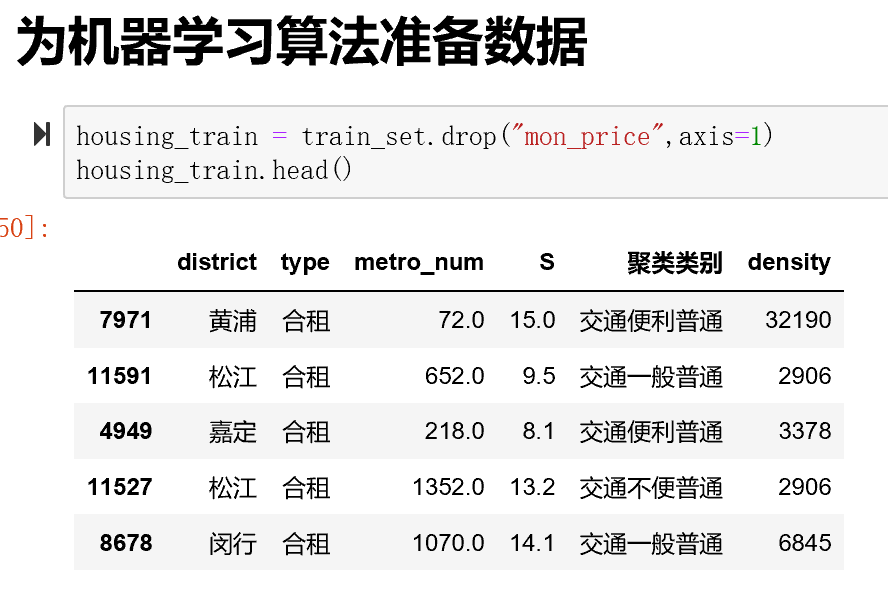 为机器学习算法准备数据
housing_train = train_set.drop("mon_price",axis=1)
housing_train.head()
50]:
district type metro_num S 聚类类别 density
7971 黄浦 合租 72.0 15.0 交通便利普通 32190
11591 松江 合租 652.0 9.5 交通一般普通 2906
4949 嘉定 合租 218.0 8.1 交通便利普通 3378
11527 松江 合租 1352.0 13.2 交通不便普通 2906
8678 闵行 合租 1070.0 14.1 交通一般普通 6845